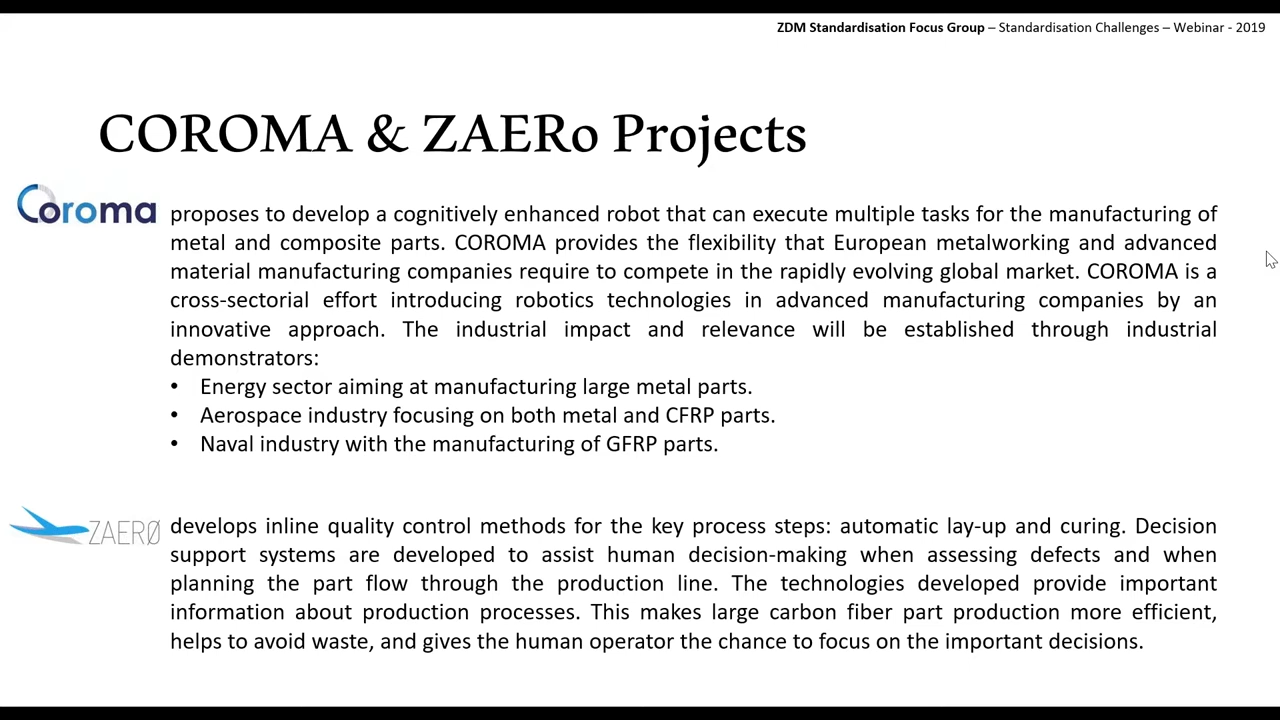 ZDM Standardisation Focus Group – Standardisation Challenges – Webinar - 2019
COROMA & ZAERo Projects
Coroma
proposes to develop a cognitively enhanced robot that can execute multiple tasks for the manufacturing of
metal and composite parts. COROMA provides the flexibility that European metalworking and advanced
material manufacturing companies require to compete in the rapidly evolving global market. COROMA is a
cross-sectorial effort introducing robotics technologies in advanced manufacturing companies by an
innovative approach. The industrial impact and relevance will be established through industrial
demonstrators:
• Energy sector aiming at manufacturing large metal parts.
• Aerospace industry focusing on both metal and CFRP parts.
• Naval industry with the manufacturing of GFRP parts.
ZAERØ
develops inline quality control methods for the key process steps: automatic lay-up and curing. Decision
support systems are developed to assist human decision-making when assessing defects and when
planning the part flow through the production line. The technologies developed provide important
information about production processes. This makes large carbon fiber part production more efficient,
helps to avoid waste, and gives the human operator the chance to focus on the important decisions.